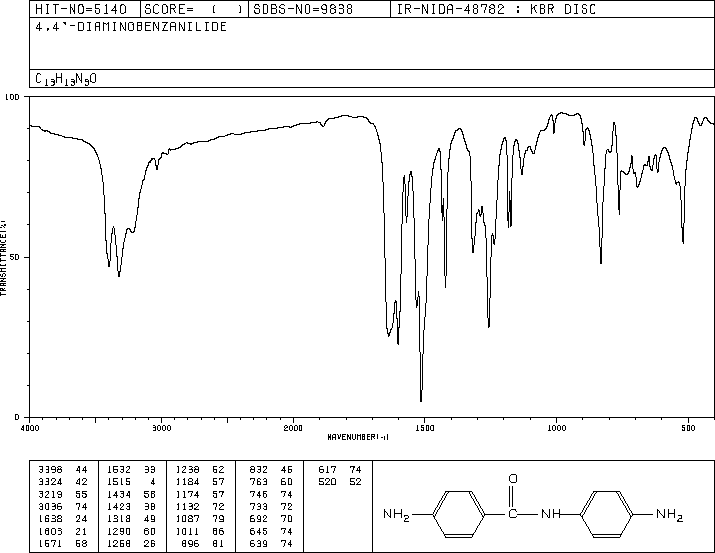 HIT-NO=5140 SCORE= ( ) SDBS-NO=9838 IR-NIDA-48782 : KBR DISC
4,4'-DIAMINOBENZANILIDE
C13H13N3O
100
50
0
TRANSMITTANCE(%)
4000 3000 2000 1500 1000 500
WAVENUMBER(-1)
3398 44 1532 33 1238 52 832 46 617 74
3324 42 1515 4 1184 57 763 60 520 52
3219 55 1434 58 1174 57 746 74
3036 74 1423 38 1132 72 733 72
1638 24 1318 49 1087 79 692 70
1603 21 1290 60 1011 86 645 74
1571 58 1258 26 896 81 639 74
NH2 O C NH NH2